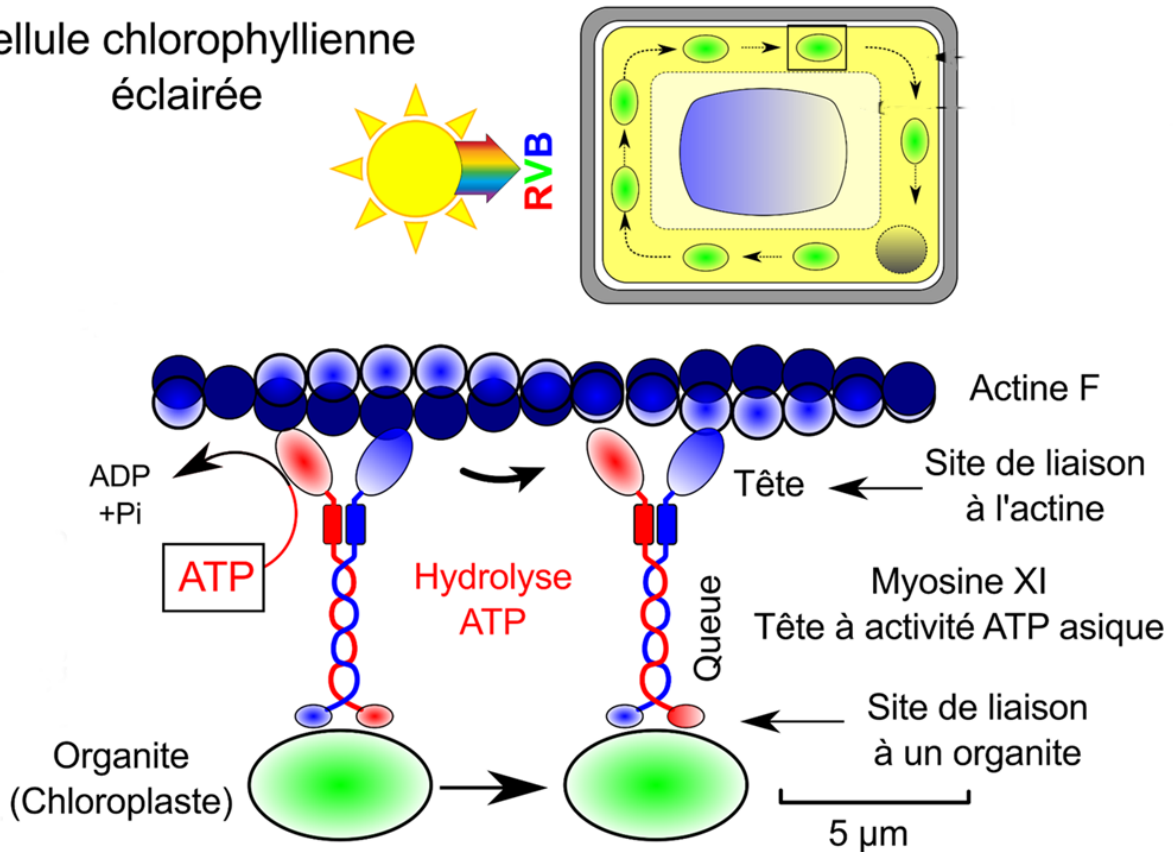 ellule chlorophyllienne
éclairée
RVB
Actine F
ADP
+Pi
ATP
Hydrolyse
ATP
Tête
Site de liaison
à l'actine
Queue
Myosine XI
Tête à activité ATP asique
Site de liaison
à un organite
Organite
(Chloroplaste)
5 µm